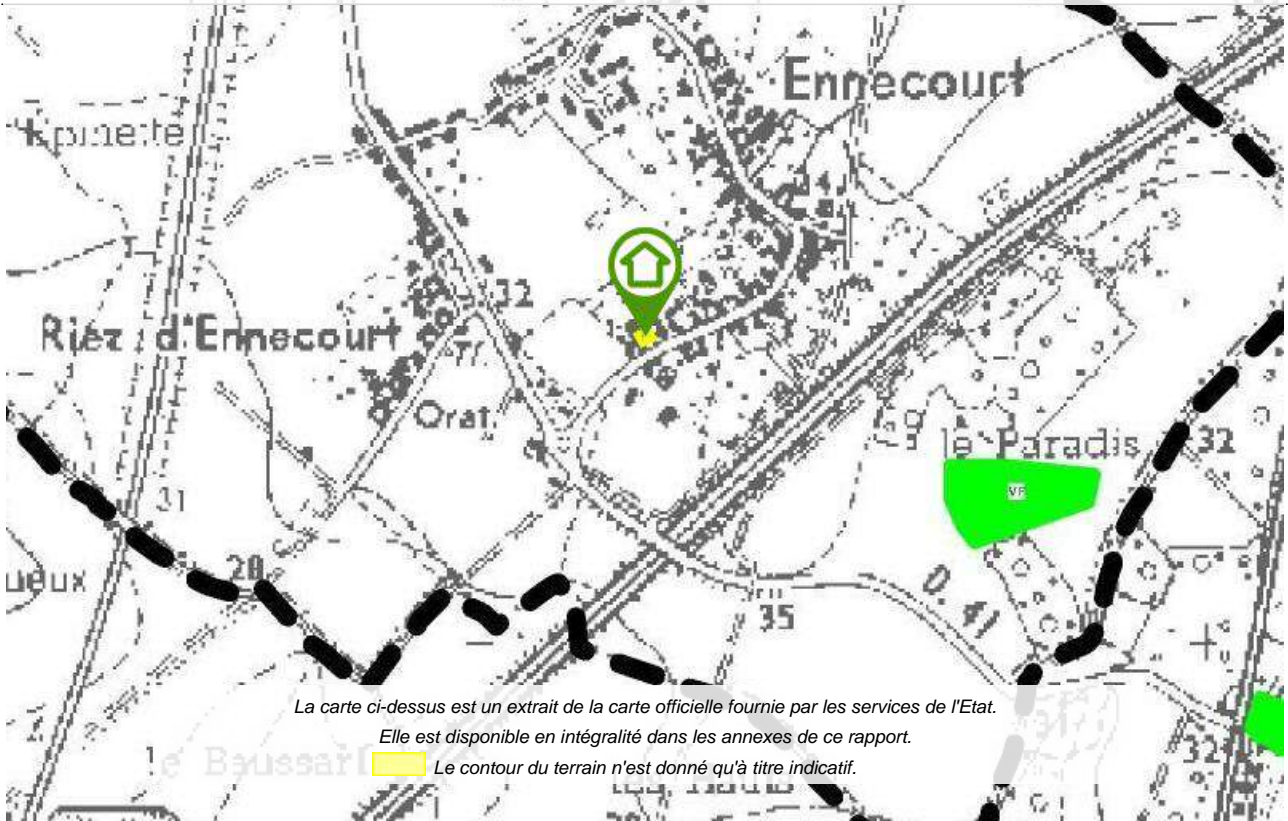 Ennecourt
32
Riez d'Ennecourt
Orat.
le Paradis
32
VP
31
28
D. 41
35
La carte ci-dessus est un extrait de la carte officielle fournie par les services de l'Etat.
Elle est disponible en intégralité dans les annexes de ce rapport.
Le contour du terrain n'est donné qu'à titre indicatif.
32